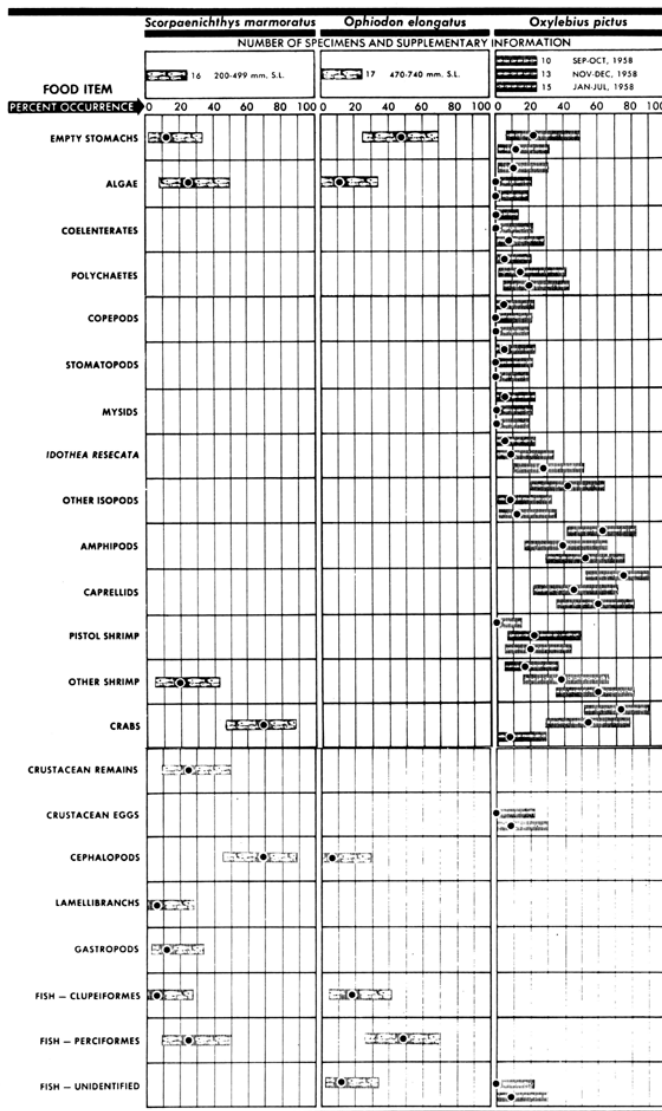 Scorpaenichthys marmoratus Ophiodon elongatus Oxylebius pictus
NUMBER OF SPECIMENS AND SUPPLEMENTARY INFORMATION
16 200-499 mm. S.L.
17 470-740 mm. S.L.
10 SEP-OCT, 1958
13 NOV-DEC, 1958
15 JAN-JUL, 1958
FOOD ITEM
PERCENT OCCURRENCE
0 20 40 60 80 100 0 20 40 60 80 100 0 20 40 60 80 100
EMPTY STOMACHS
ALGAE
COELENTERATES
POLYCHAETES
COPEPODS
STOMATOPODS
MYSIDS
IDOTHEA RESECATA
OTHER ISOPODS
AMPHIPODS
CAPRELLIDS
PISTOL SHRIMP
OTHER SHRIMP
CRABS
CRUSTACEAN REMAINS
CRUSTACEAN EGGS
CEPHALOPODS
LAMELLIBRANCHS
GASTROPODS
FISH — CLUPEIFORMES
FISH — PERCIFORMES
FISH — UNIDENTIFIED